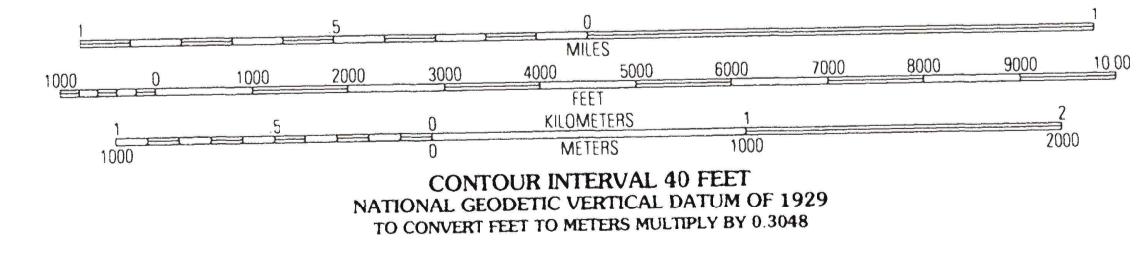 1 .5 0 1
MILES
1000 0 1000 2000 3000 4000 5000 6000 7000 8000 9000 10 00
FEET
1 .5 0 KILOMETERS 1 2
1000 0 METERS 1000 2000
CONTOUR INTERVAL 40 FEET
NATIONAL GEODETIC VERTICAL DATUM OF 1929
TO CONVERT FEET TO METERS MULTIPLY BY 0.3048